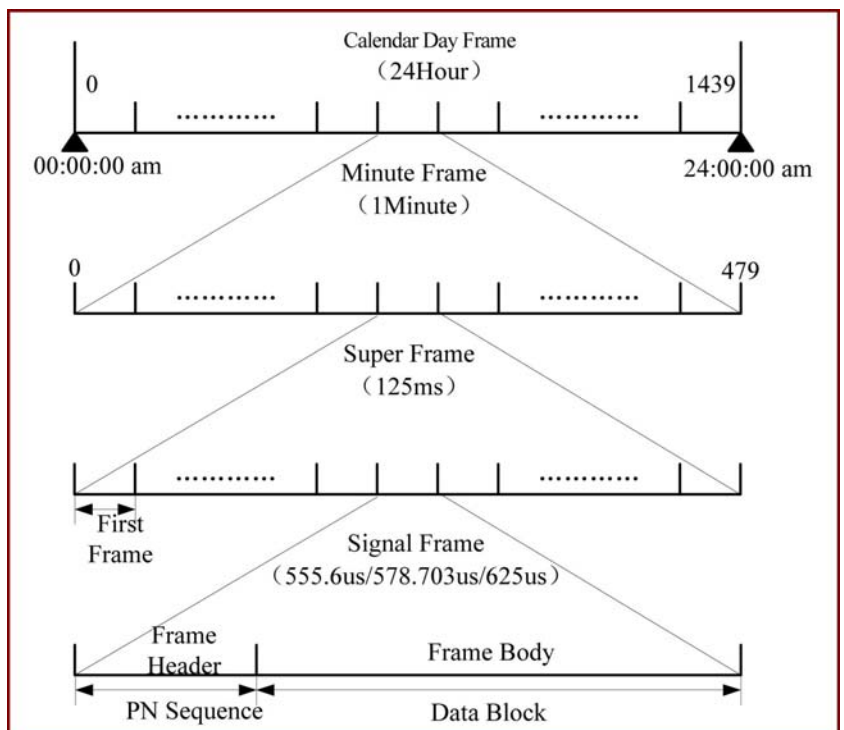 Calendar Day Frame
（24Hour）
0
1439
…………
…………
00:00:00 am
24:00:00 am
Minute Frame
（1Minute）
0
479
…………
…………
Super Frame
（125ms）
…………
…………
First
Frame
Signal Frame
（555.6us/578.703us/625us）
Frame
Header
Frame Body
PN Sequence
Data Block